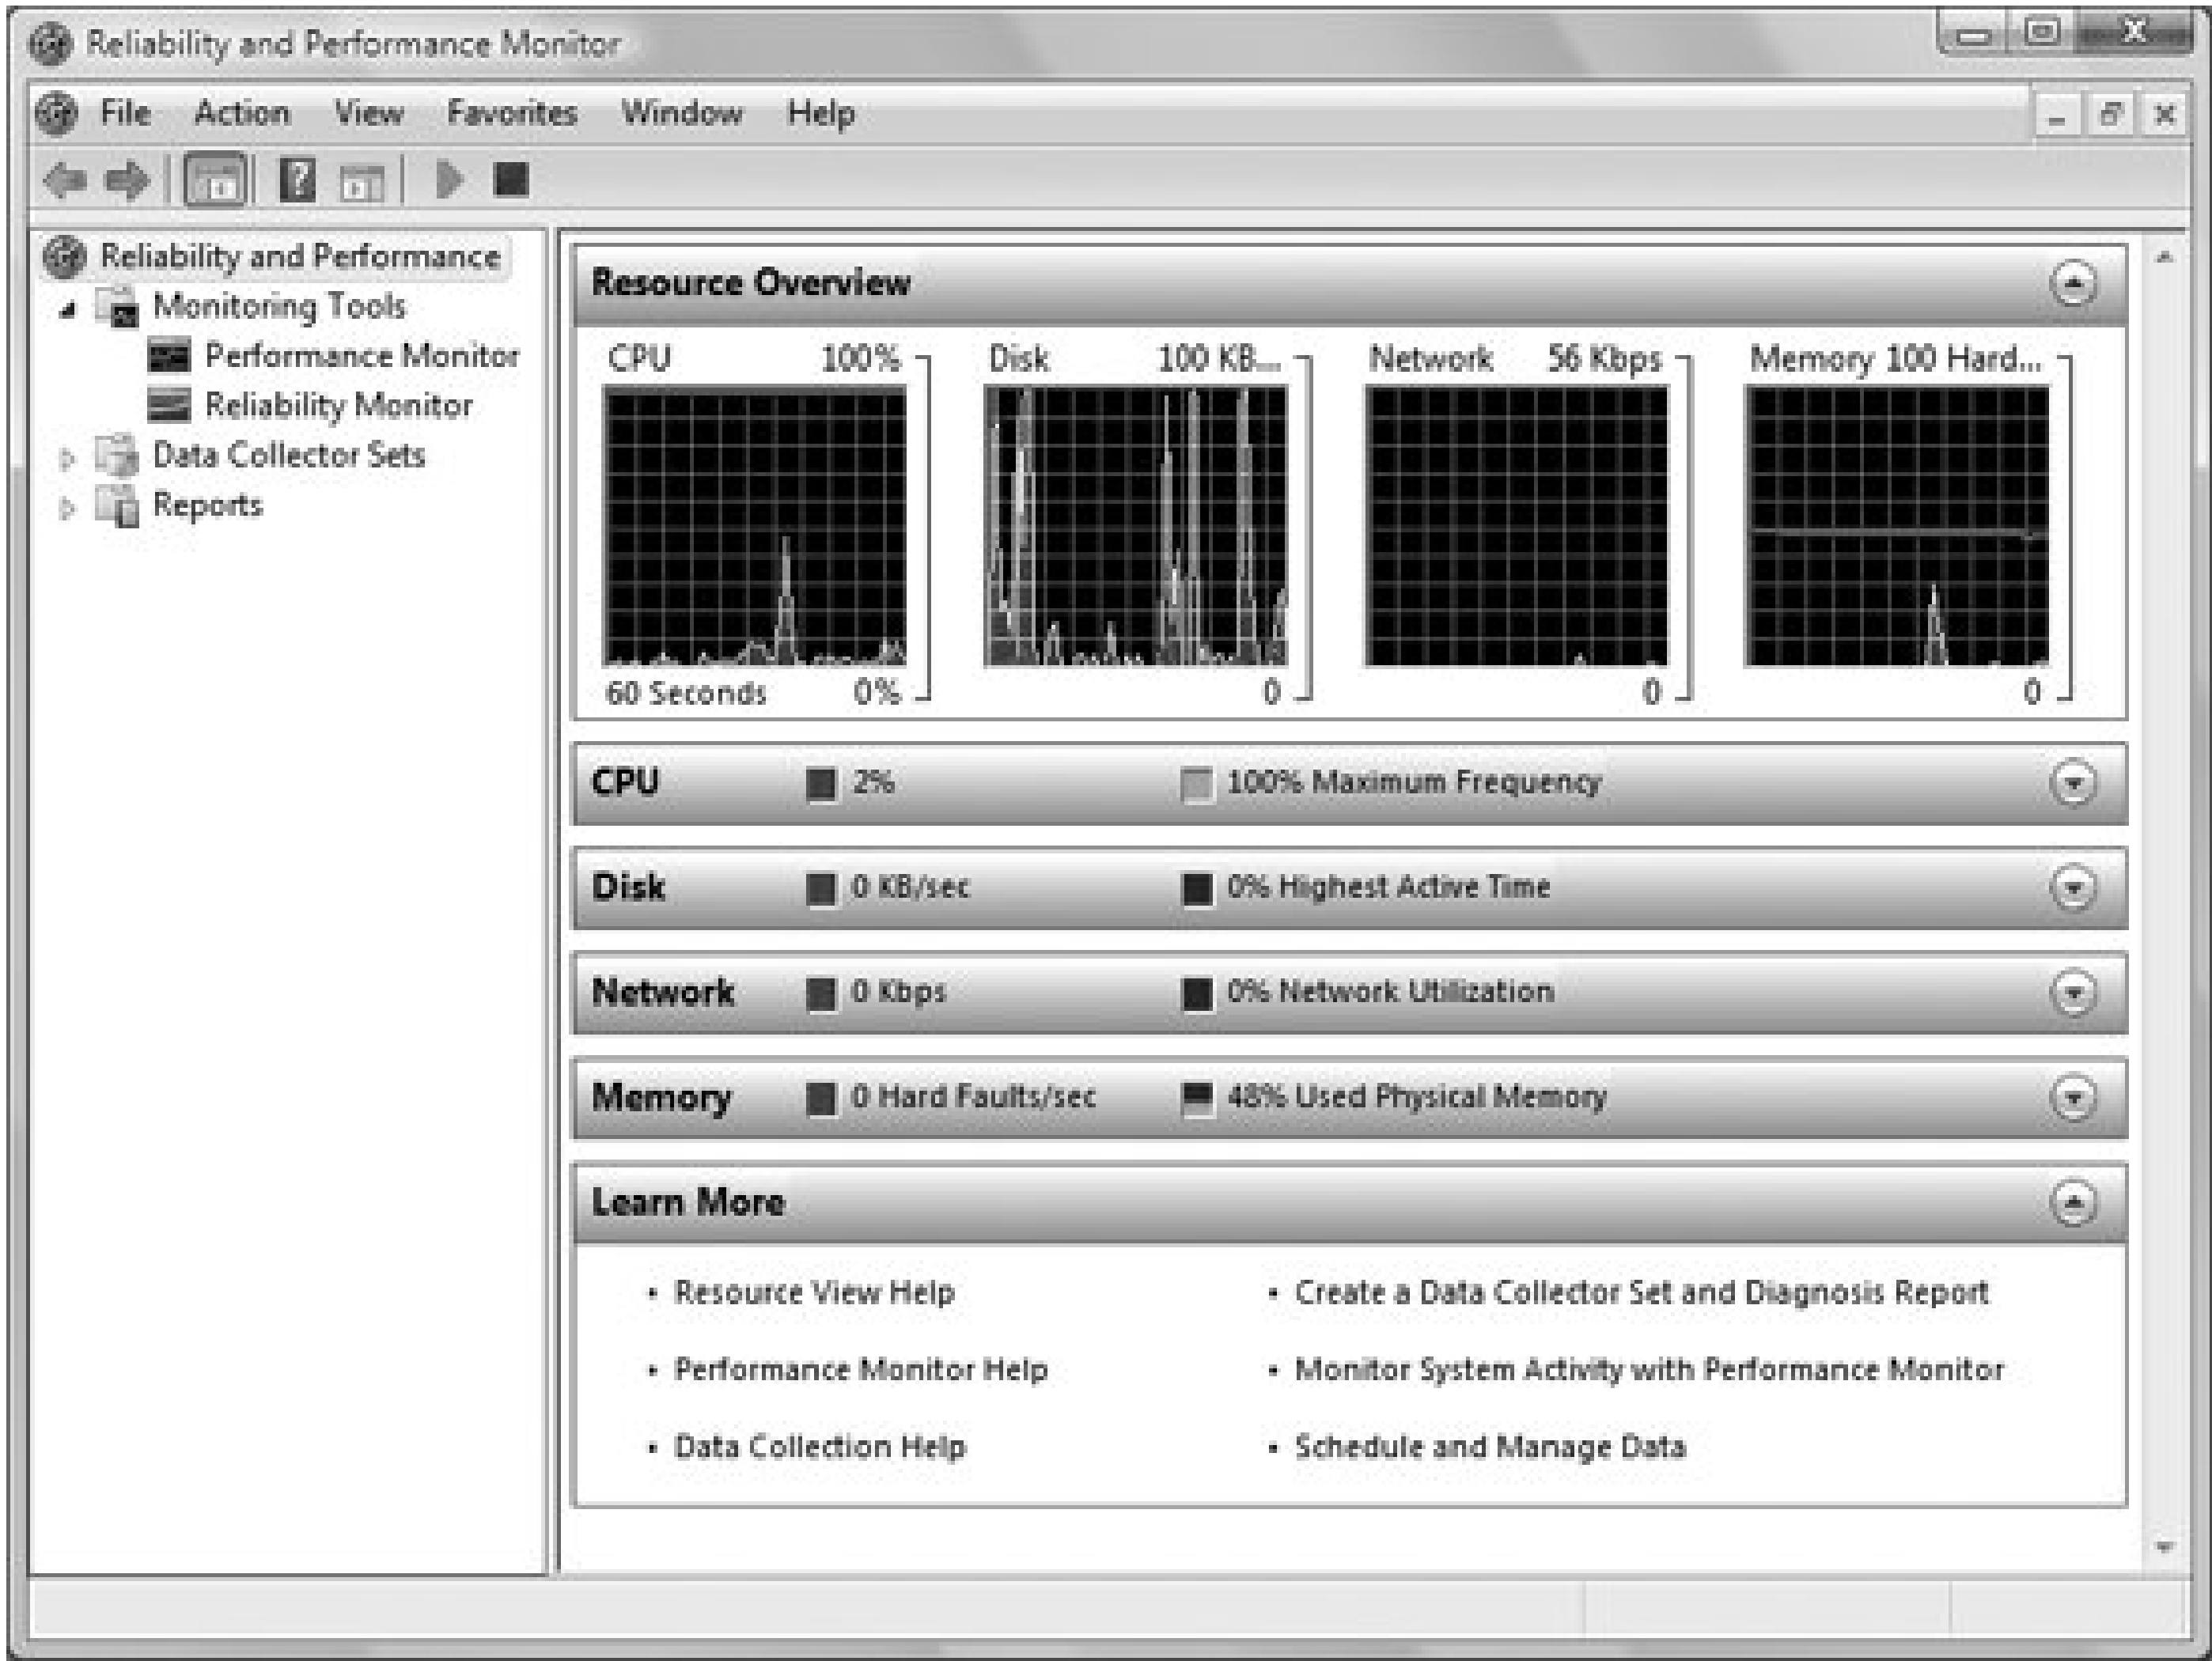 Reliability and Performance Monitor
File Action View Favorites Window Help
Reliability and Performance
Monitoring Tools
Performance Monitor
Reliability Monitor
Data Collector Sets
Reports
Resource Overview
CPU 100% Disk 100 KB... Network 56 Kbps Memory 100 Hard...
60 Seconds 0% 0 0 0
CPU 2% 100% Maximum Frequency
Disk 0 KB/sec 0% Highest Active Time
Network 0 Kbps 0% Network Utilization
Memory 0 Hard Faults/sec 48% Used Physical Memory
Learn More
• Resource View Help • Create a Data Collector Set and Diagnosis Report
• Performance Monitor Help • Monitor System Activity with Performance Monitor
• Data Collection Help • Schedule and Manage Data